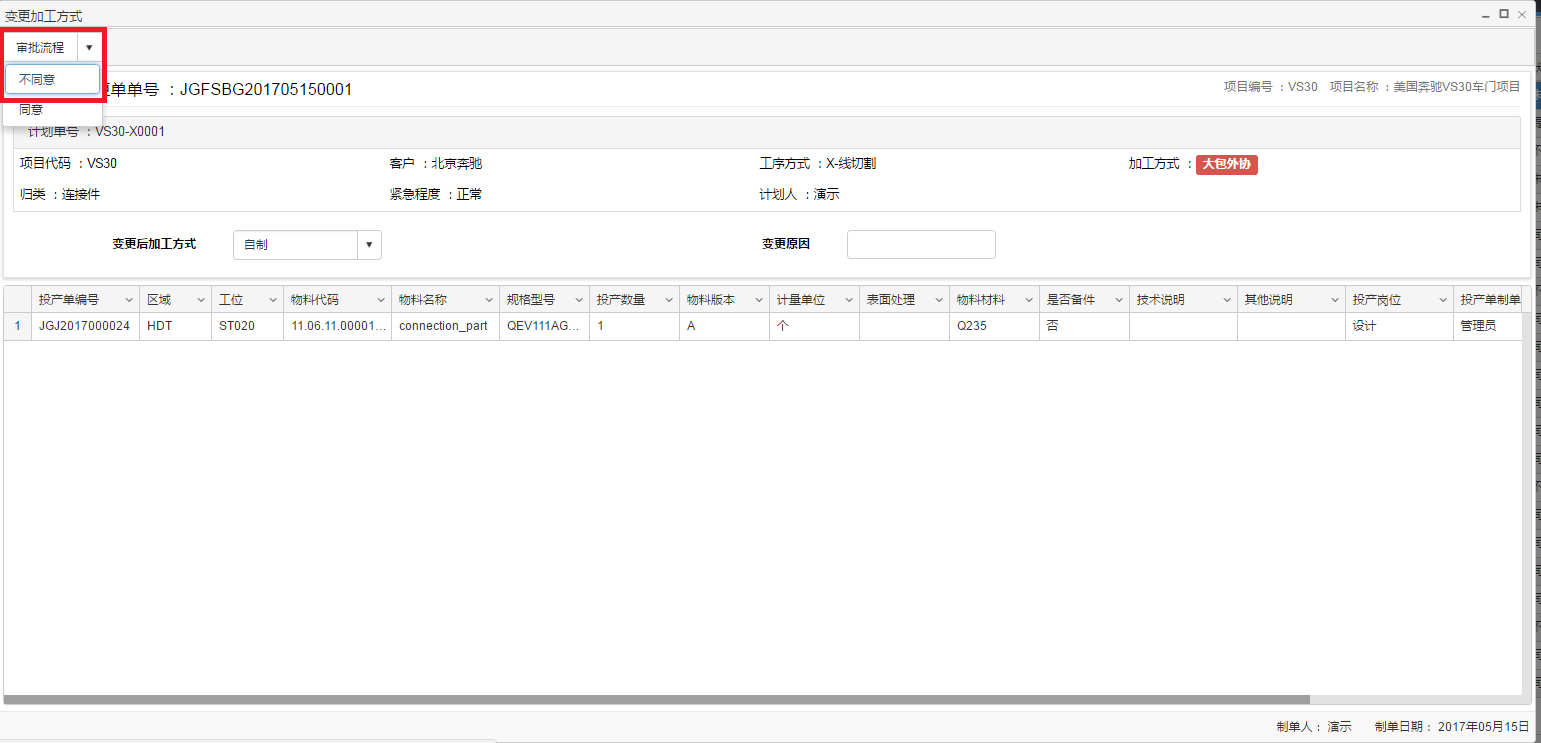 变更加工方式
审批流程
不同意
同意
更单单号 ：JGFSBG201705150001
项目编号 ：VS30 项目名称 ：美国奔驰VS30车门项目
计划单号 ：VS30-X0001
项目代码 ：VS30 客户 ：北京奔驰 工序方式 ：X-线切割 加工方式 ：大包外协
归类 ：连接件 紧急程度 ：正常 计划人 ：演示
变更后加工方式 自制 变更原因
投产单编号 区域 工位 物料代码 物料名称 规格型号 投产数量 物料版本 计量单位 表面处理 物料材料 是否备件 技术说明 其他说明 投产岗位 投产单制单
1 JGJ2017000024 HDT ST020 11.06.11.00001... connection_part QEV111AG... 1 A 个 Q235 否 设计 管理员
制单人： 演示 制单日期： 2017年05月15日